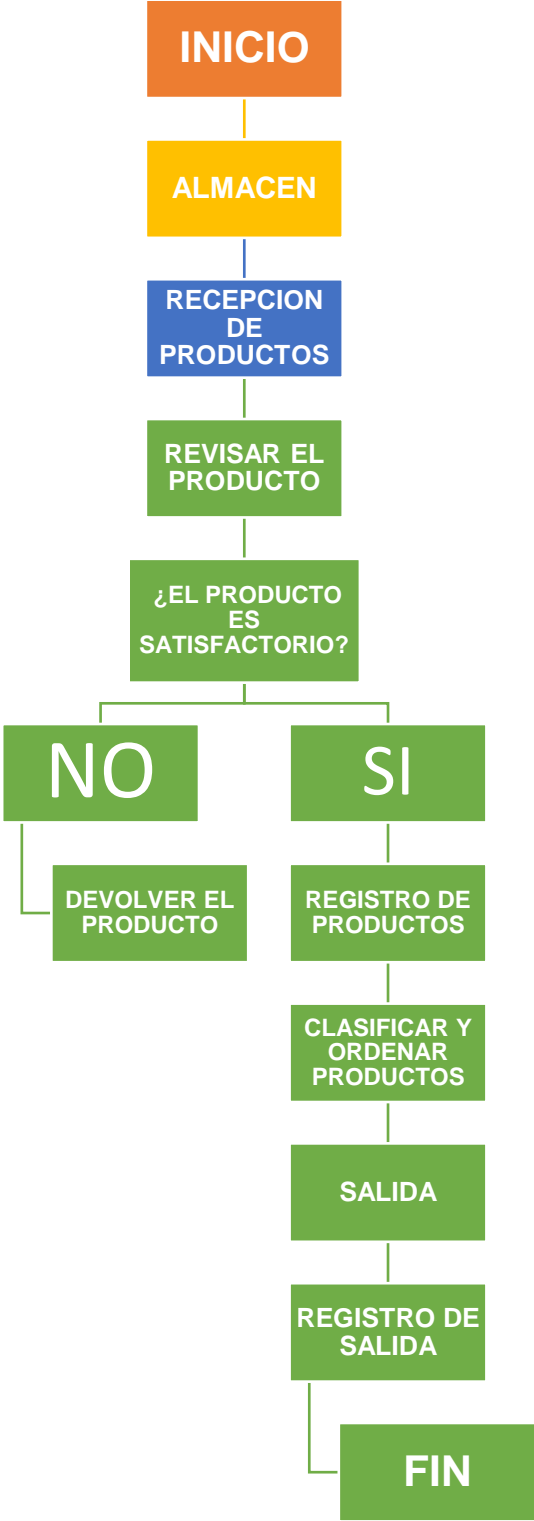 INICIO
ALMACEN
RECEPCION
DE
PRODUCTOS
REVISAR EL
PRODUCTO
¿EL PRODUCTO
ES
SATISFACTORIO?
NO
SI
DEVOLVER EL
PRODUCTO
REGISTRO DE
PRODUCTOS
CLASIFICAR Y
ORDENAR
PRODUCTOS
SALIDA
REGISTRO DE
SALIDA
FIN